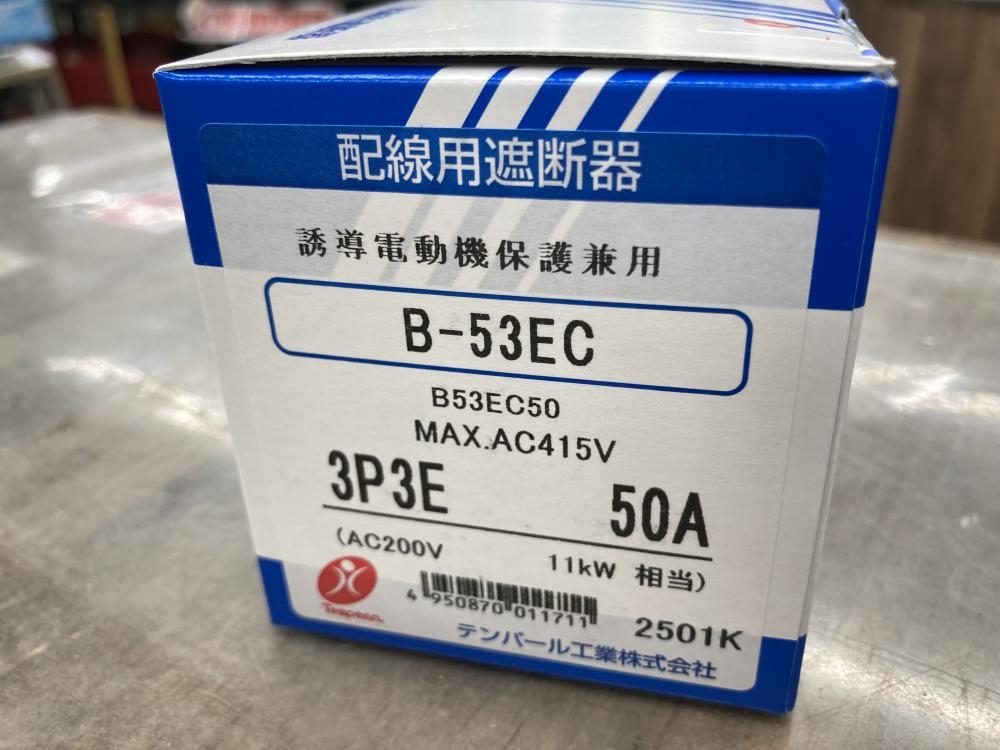 配線用遮断器
誘導電動機保護兼用
B-53EC
B53EC50
MAX.AC415V
3P3E 50A
(AC200V 11kW 相当)
Tempearl
4 950870 011711
2501K
テンパール工業株式会社